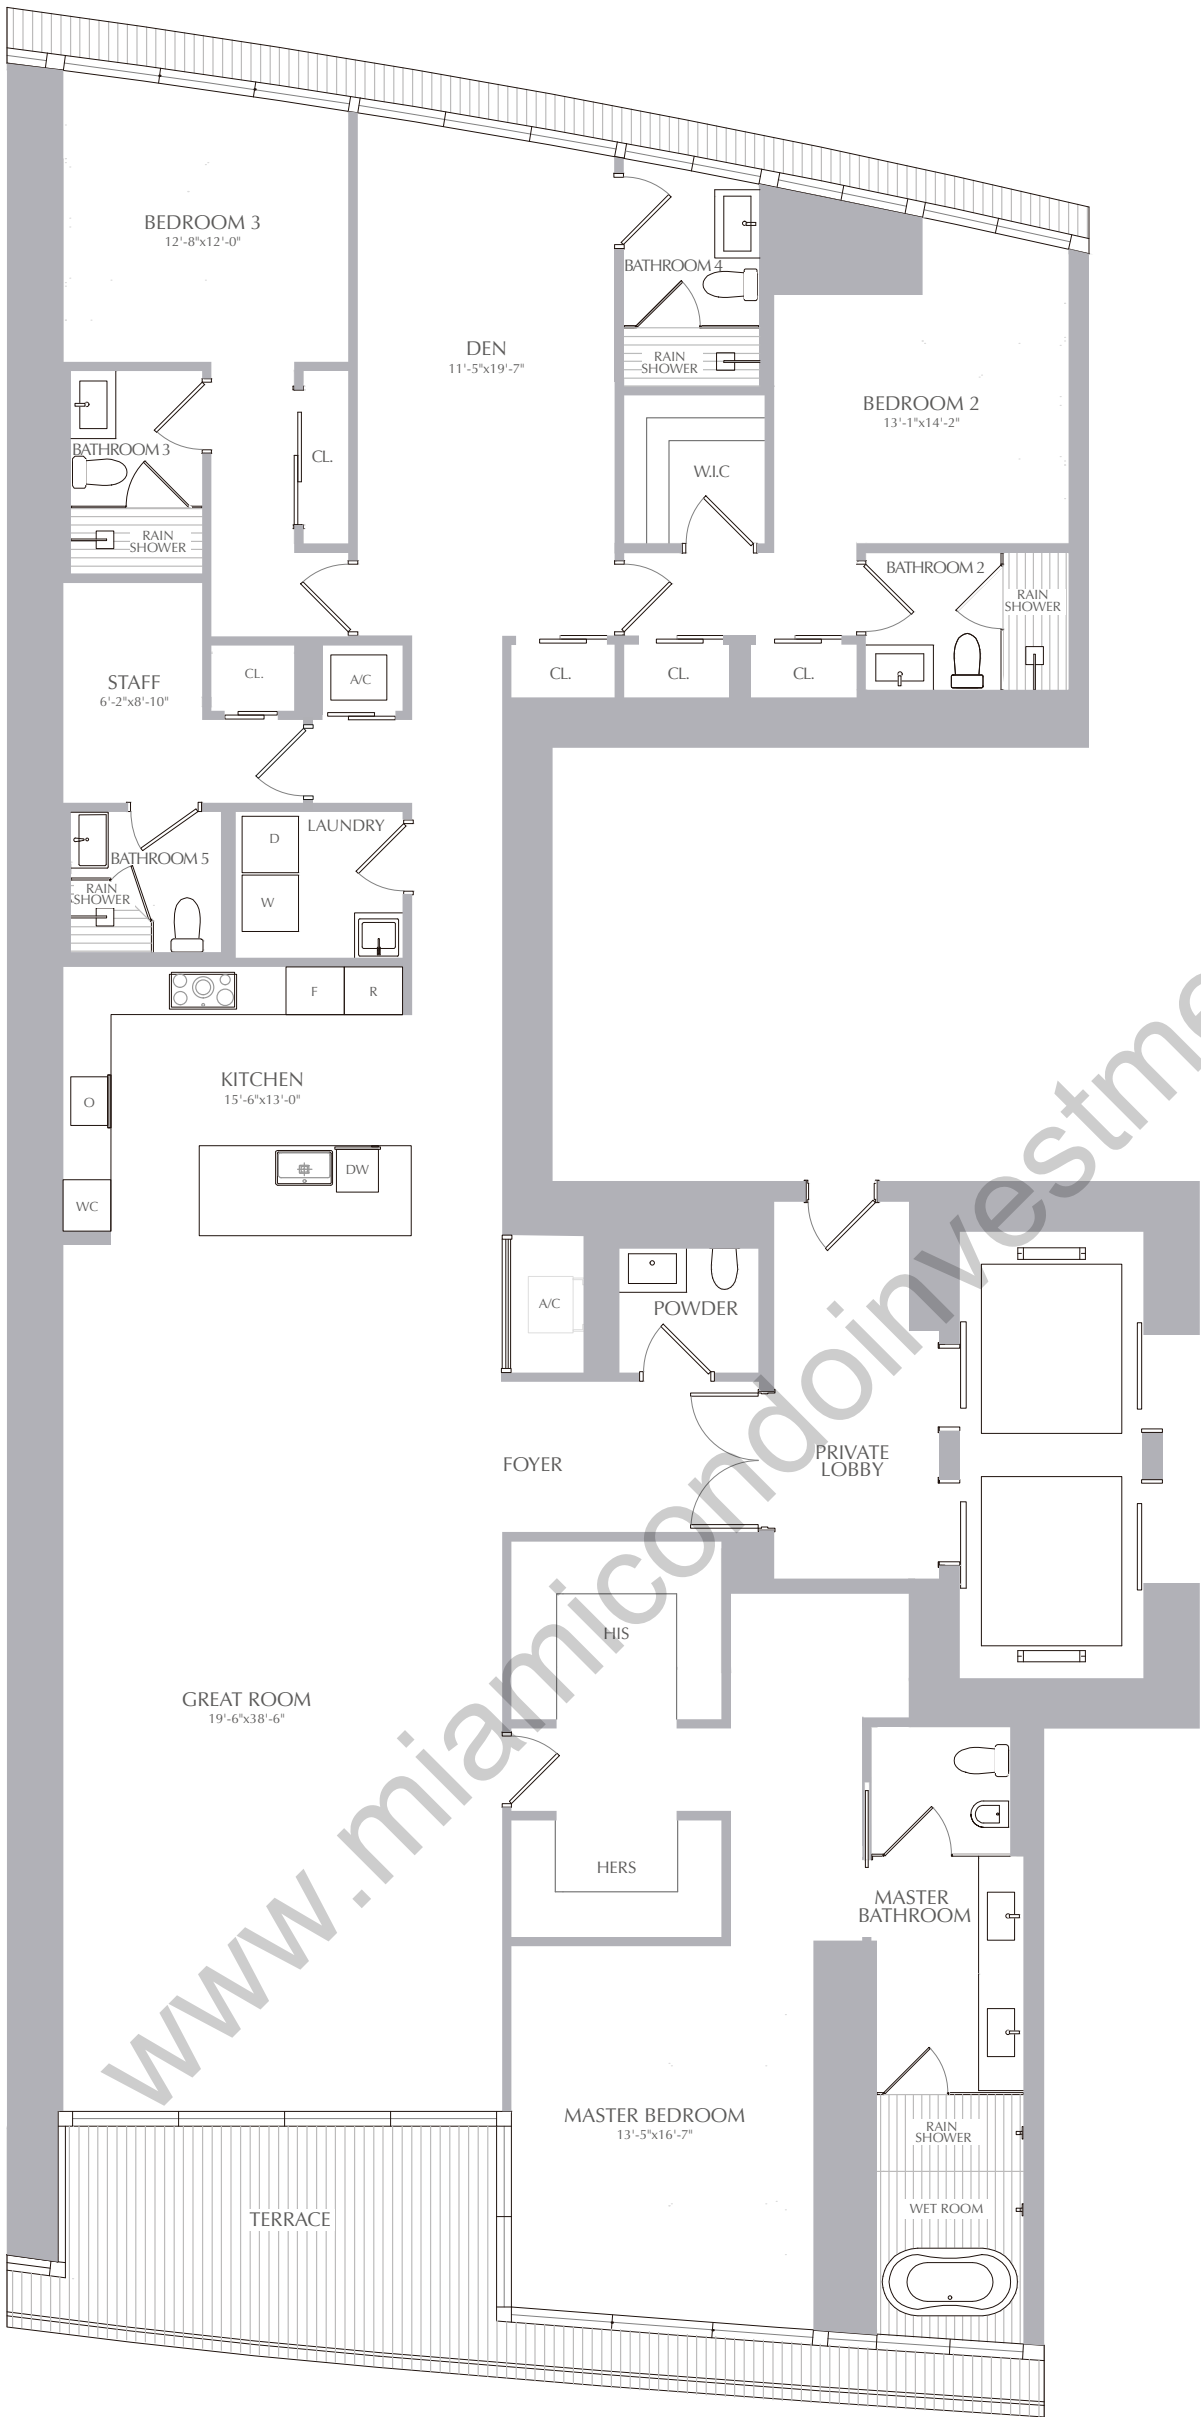 BEDROOM 3
12'-8"x12'-0"
BATHROOM 4
RAIN
SHOWER
DEN
11'-5"x19'-7"
BEDROOM 2
13'-1"x14'-2"
BATHROOM 3
CL.
W.I.C
RAIN
SHOWER
BATHROOM 2
RAIN
SHOWER
STAFF
6'-2"x8'-10"
CL.
A/C
CL.
CL.
CL.
D
LAUNDRY
BATHROOM 5
RAIN
SHOWER
W
F
R
KITCHEN
15'-6"x13'-0"
O
DW
WC
A/C
POWDER
FOYER
PRIVATE
LOBBY
HIS
GREAT ROOM
19'-6"x38'-6"
HERS
MASTER
BATHROOM
MASTER BEDROOM
13'-5"x16'-7"
RAIN
SHOWER
WET ROOM
TERRACE
www.miamicondoinvestme